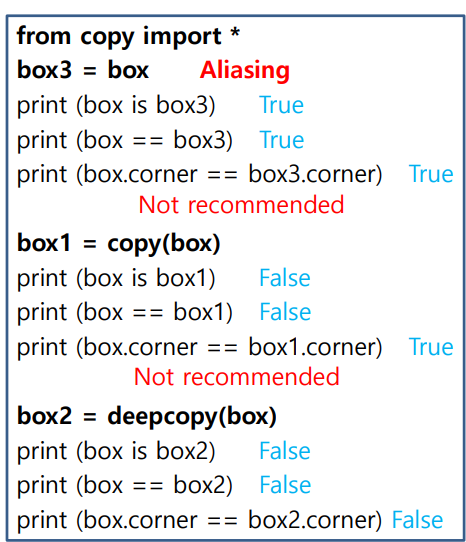 from copy import *
box3 = box Aliasing
print (box is box3) True
print (box == box3) True
print (box.corner == box3.corner) True
Not recommended
box1 = copy(box)
print (box is box1) False
print (box == box1) False
print (box.corner == box1.corner) True
Not recommended
box2 = deepcopy(box)
print (box is box2) False
print (box == box2) False
print (box.corner == box2.corner) False